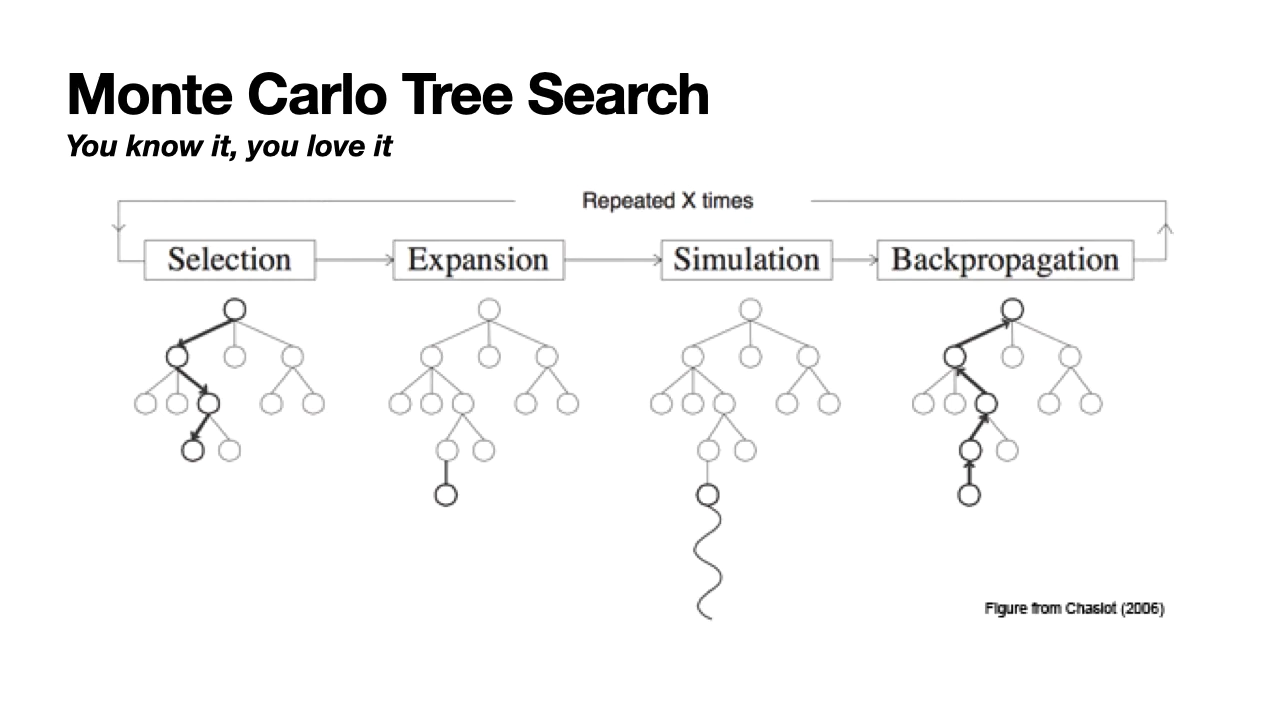 Monte Carlo Tree Search
You know it, you love it
Repeated X times
Selection
Expansion
Simulation
Backpropagation
Figure from Chaslot (2006)